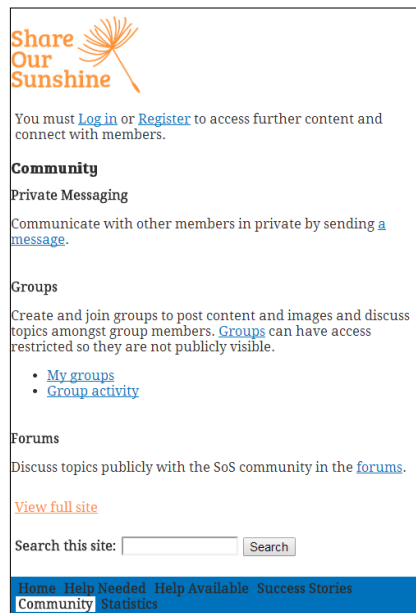 Share
Our
Sunshine
You must Log in or Register to access further content and
connect with members.
Community
Private Messaging
Communicate with other members in private by sending a
message.
Groups
Create and join groups to post content and images and discuss
topics amongst group members. Groups can have access
restricted so they are not publicly visible.
• My groups
• Group activity
Forums
Discuss topics publicly with the SoS community in the forums.
View full site
Search this site: Search
Home Help Needed Help Available Success Stories
Community Statistics